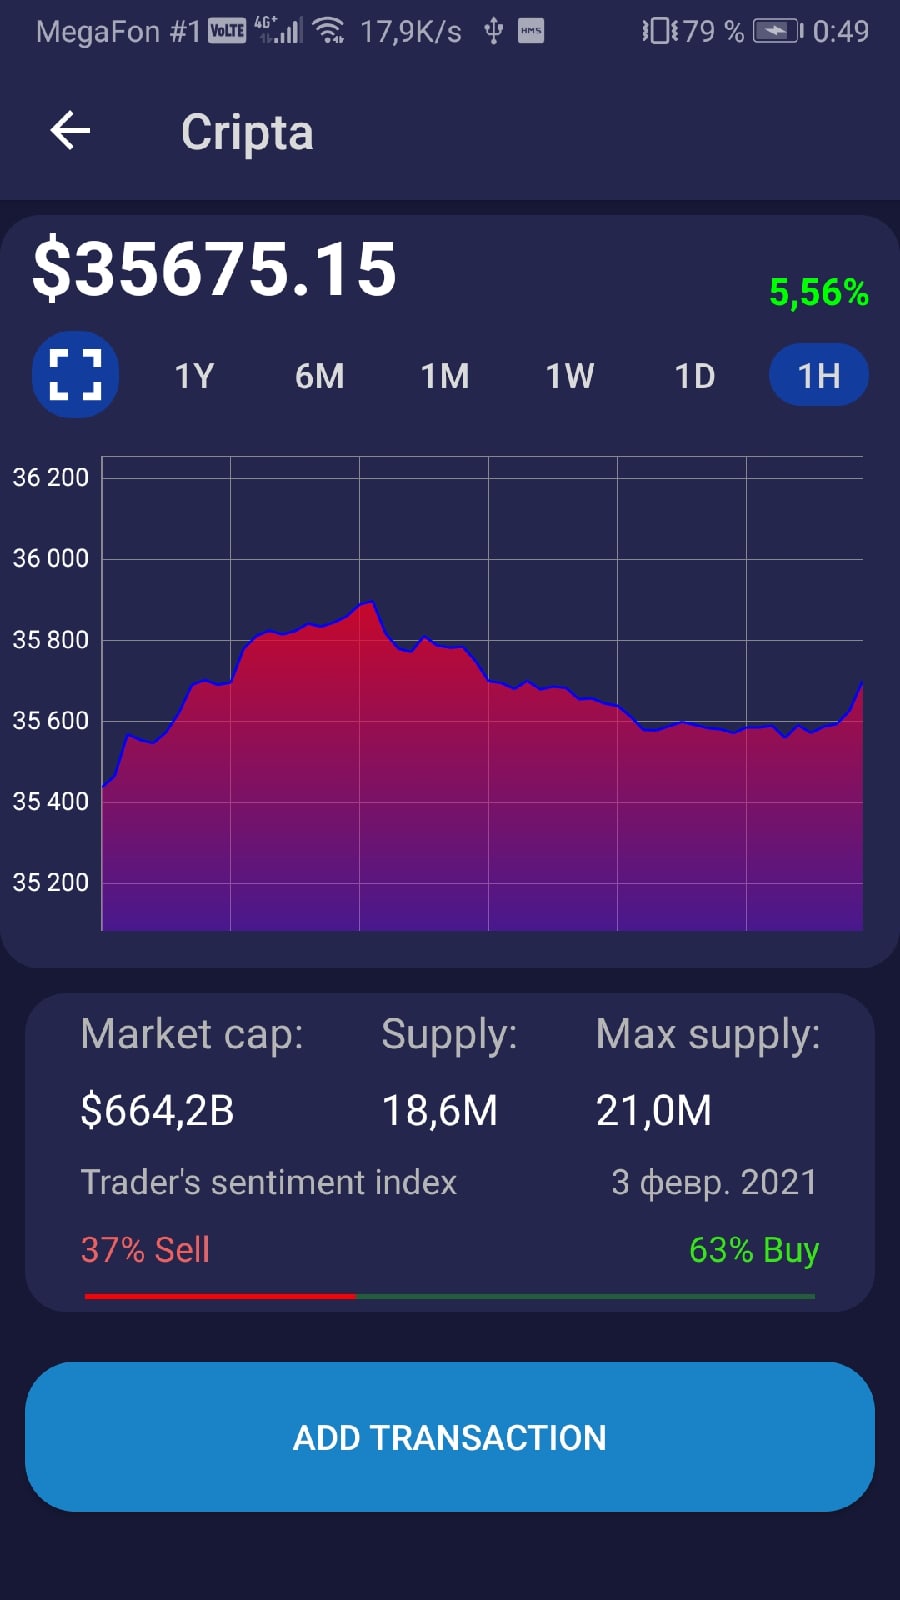 MegaFon #1 VoLTE 4G+ 17,9K/s HMS 79 % 0:49
Cripta
$35675.15
5,56%
1Y 6M 1M 1W 1D 1H
36 200
36 000
35 800
35 600
35 400
35 200
Market cap: Supply: Max supply:
$664,2B 18,6M 21,0M
Trader's sentiment index 3 февр. 2021
37% Sell 63% Buy
ADD TRANSACTION